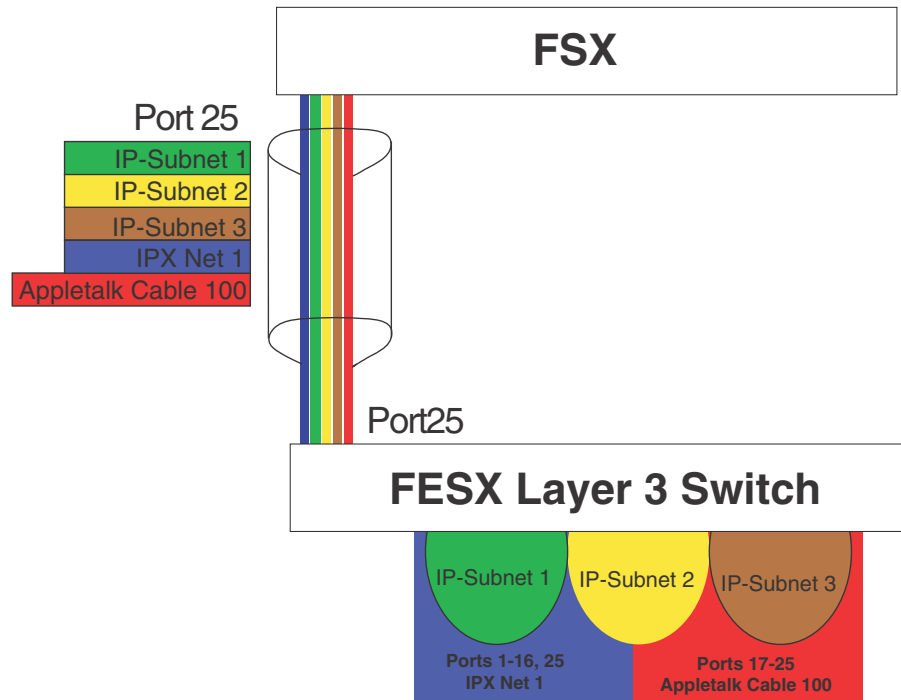 FSX
Port 25
IP-Subnet 1
IP-Subnet 2
IP-Subnet 3
IPX Net 1
Appletalk Cable 100
Port25
FESX Layer 3 Switch
IP-Subnet 1
IP-Subnet 2
IP-Subnet 3
Ports 1-16, 25
IPX Net 1
Ports 17-25
Appletalk Cable 100